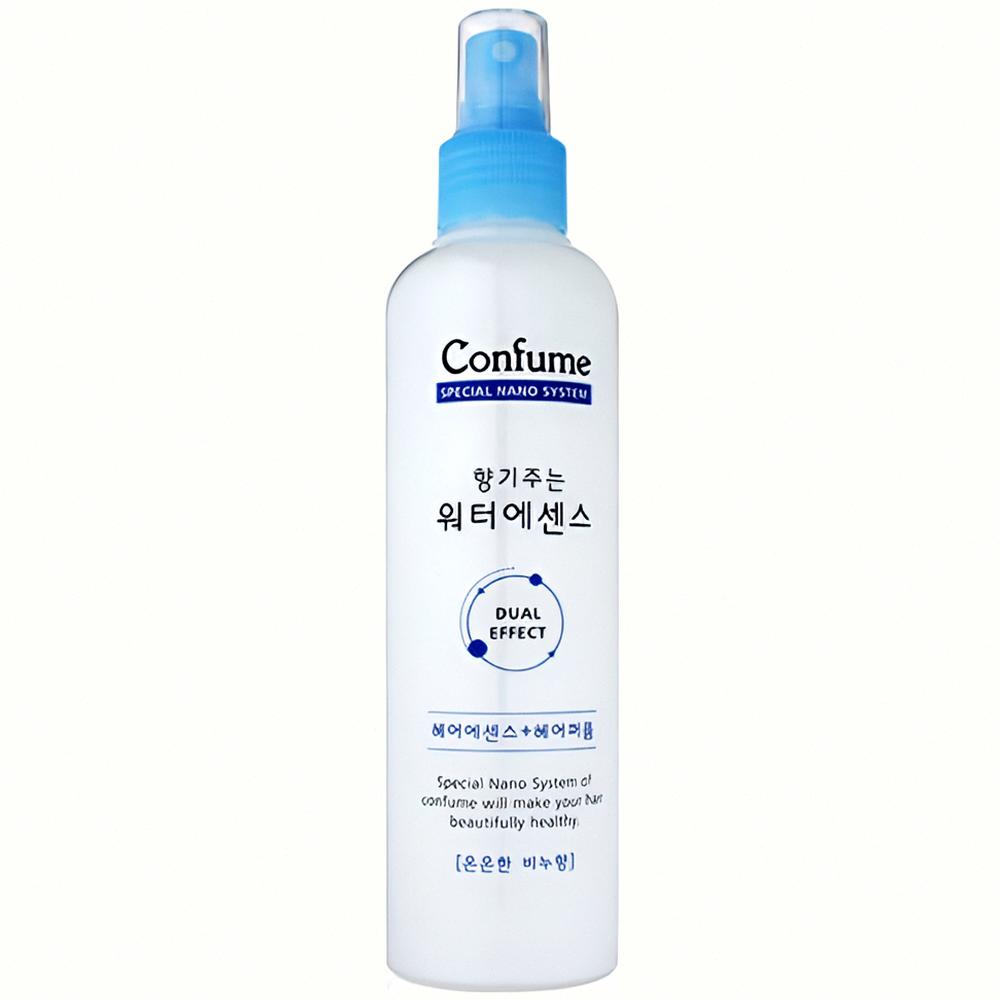 Confume
SPECIAL NANO SYSTEM
향기주는
워터에센스
DUAL
EFFECT
헤어에센스+헤어퍼퓸
Special Nano System of
confume will make your hair
beautifully healthy.
[은은한 비누향]